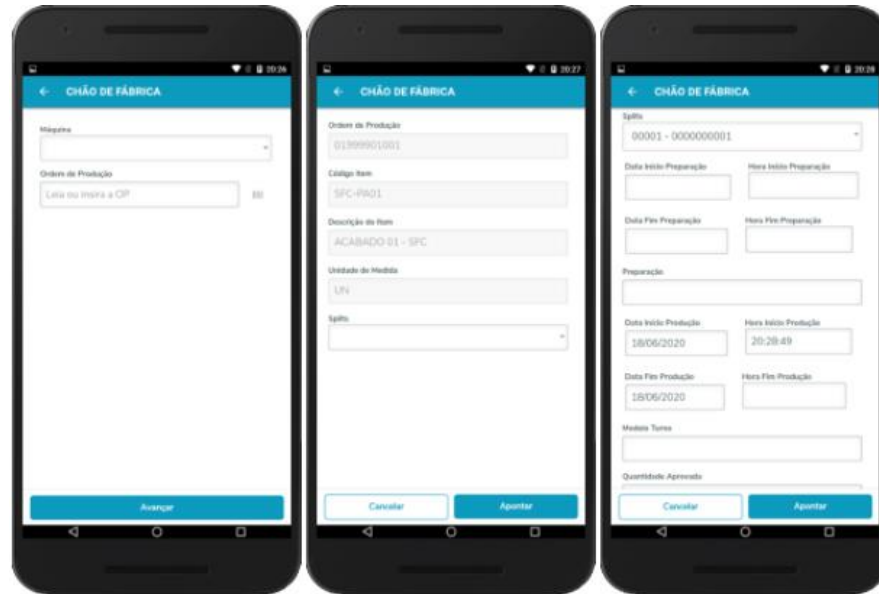 20:26
CHÃO DE FÁBRICA
Máquina
Ordem de Produção
Leia ou insira a OP
Avançar
20:27
CHÃO DE FÁBRICA
Ordem de Produção
01999901001
Código Item
SFC-PA01
Descrição do Item
ACABADO 01 - SFC
Unidade de Medida
UN
Splits
Cancelar Apontar
CHÃO DE FÁBRICA
Splits
00001 - 0000000001
Data Início Preparação Hora Início Preparação
Data Fim Preparação Hora Fim Preparação
Preparação
Data Início Produção Hora Início Produção
18/06/2020 20:28:49
Data Fim Produção Hora Fim Produção
18/06/2020
Modelo Turno
Quantidade Aprovada
Cancelar Apontar